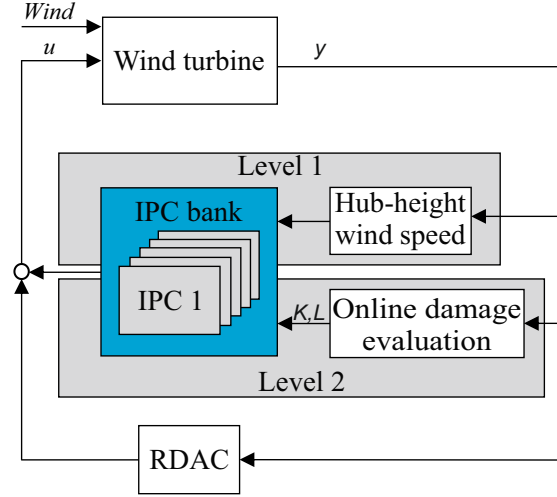 Wind
u
Wind turbine
y
Level 1
IPC bank
Hub-height
wind speed
IPC 1
K,L
Online damage
evaluation
Level 2
RDAC